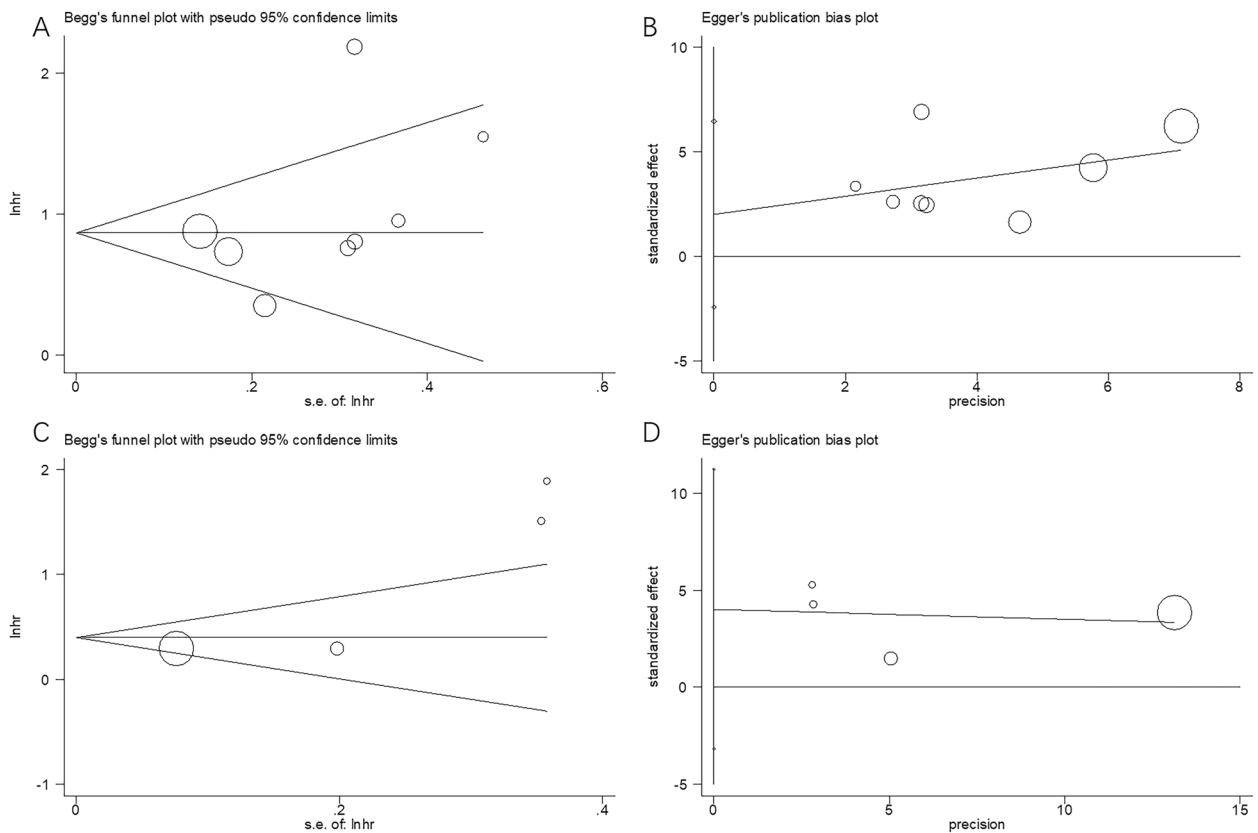 A
Begg's funnel plot with pseudo 95% confidence limits
lnhr
2
1
0
0
.2
.4
.6
s.e. of: lnhr
B
Egger's publication bias plot
standardized effect
10
5
0
-5
0
2
4
6
8
precision
C
Begg's funnel plot with pseudo 95% confidence limits
lnhr
2
1
0
-1
0
.2
.4
s.e. of: lnhr
D
Egger's publication bias plot
standardized effect
10
5
0
-5
0
5
10
15
precision